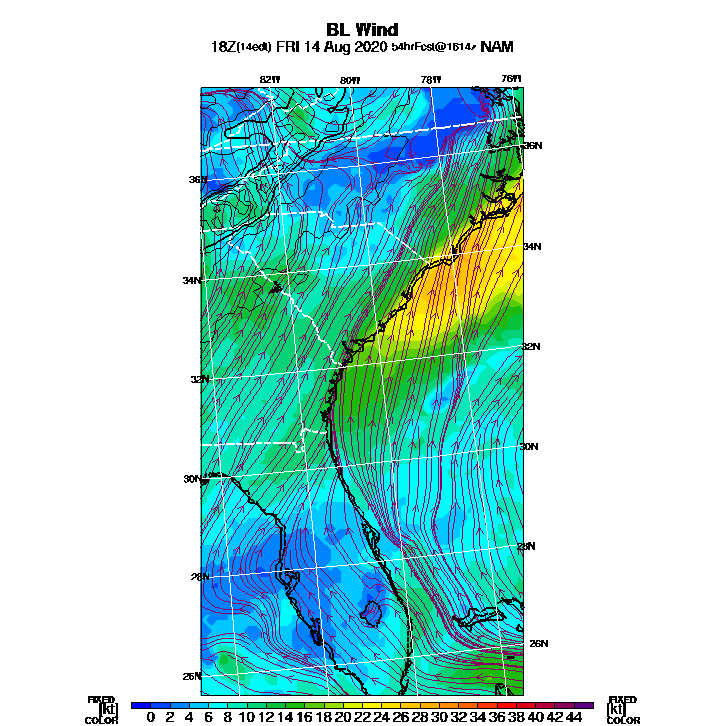 BL Wind
18Z(14edt) FRI 14 Aug 2020 54hrFcst@1614z NAM
82W 80W 78W 76W
36N 36N
34N 34N
32N 32N
30N 30N
28N 28N
26N 26N
FIXED FIXED
[kt] 0 2 4 6 8 10 12 14 16 18 20 22 24 26 28 30 32 34 36 38 40 42 44 [kt]
COLOR COLOR